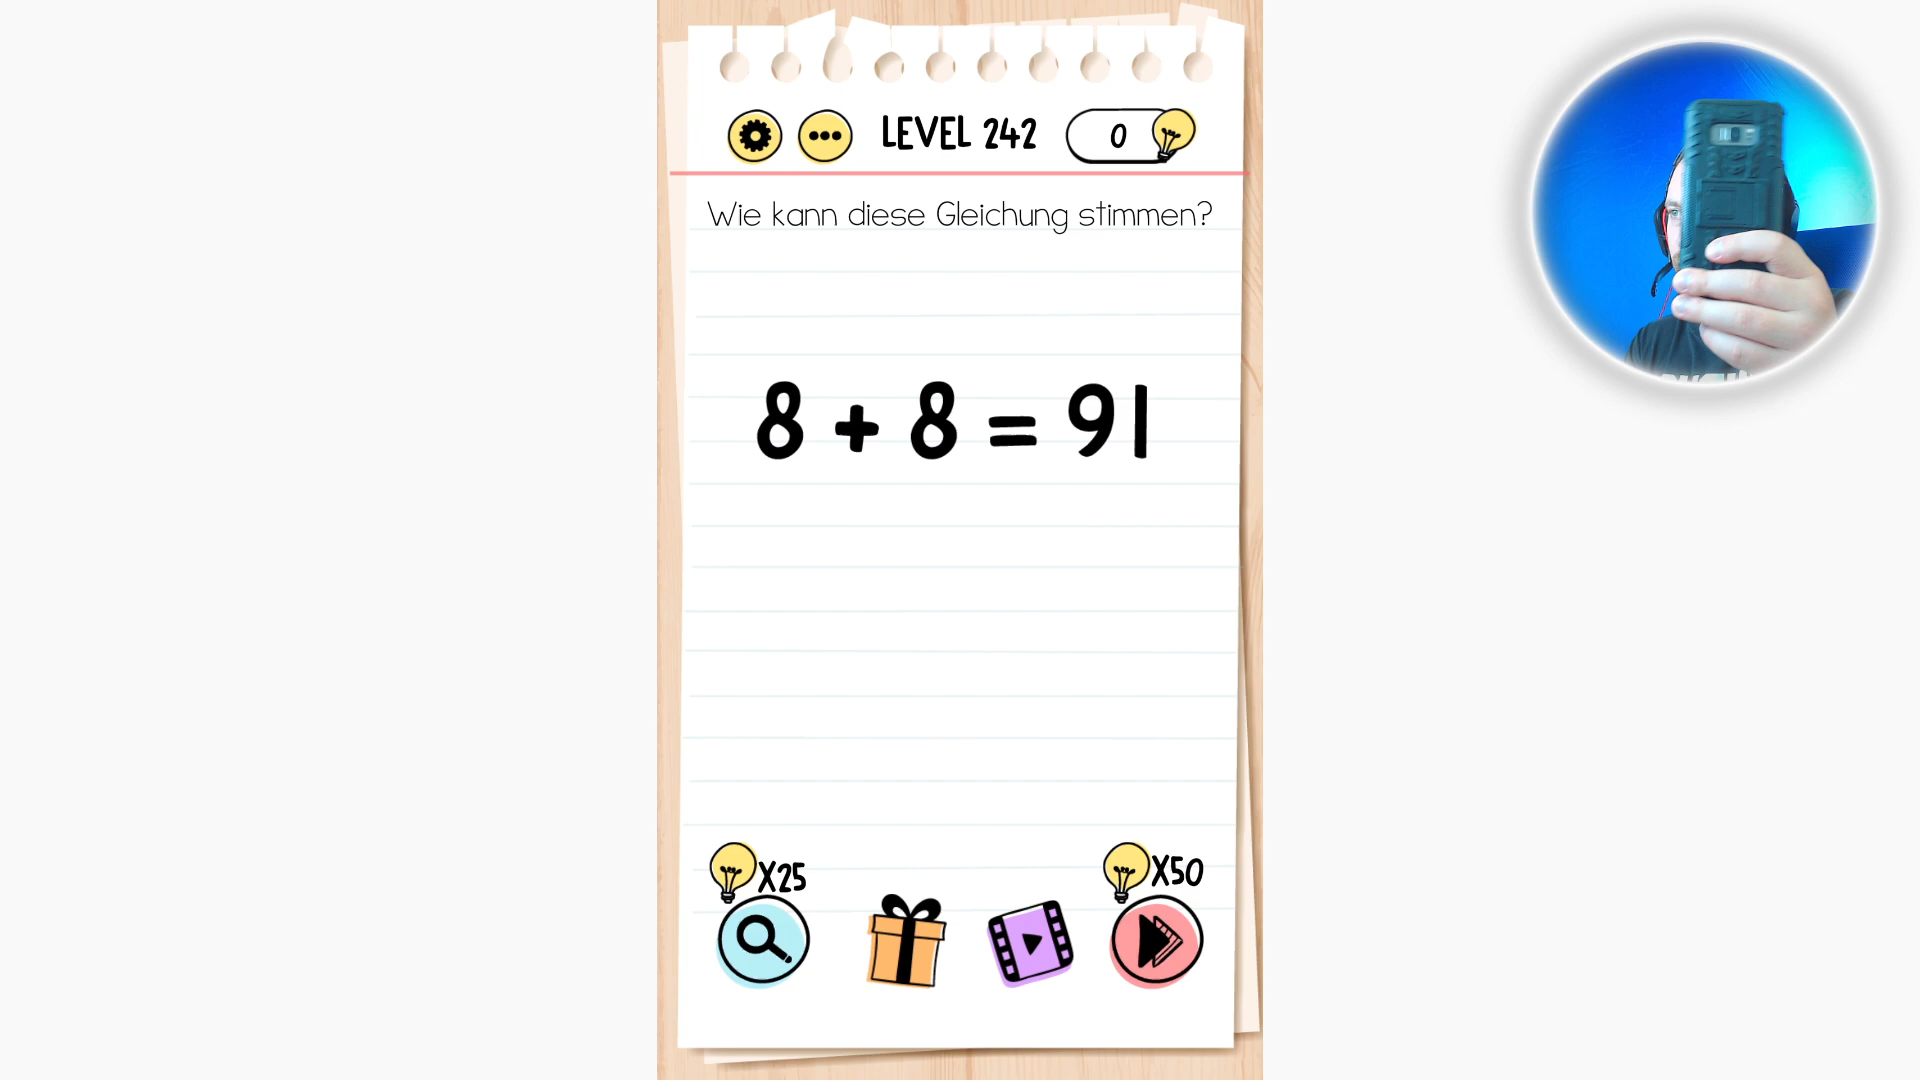 LEVEL 242
0
Wie kann diese Gleichung stimmen?
8 + 8 = 91
X25
X50